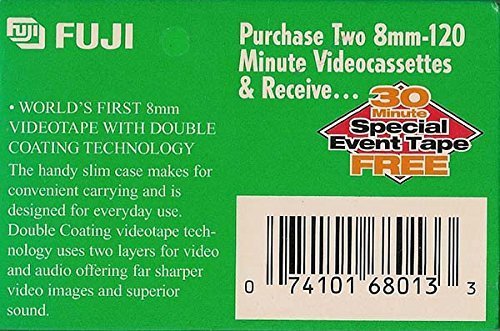 FUJI
FUJI
Purchase Two 8mm-120
Minute Videocassettes
& Receive...
30
Minute
Special
Event Tape
FREE
• WORLD'S FIRST 8mm
VIDEOTAPE WITH DOUBLE
COATING TECHNOLOGY
The handy slim case makes for
convenient carrying and is
designed for everyday use.
Double Coating videotape tech-
nology uses two layers for video
and audio offering far sharper
video images and superior
sound.
0 74101 68013 3